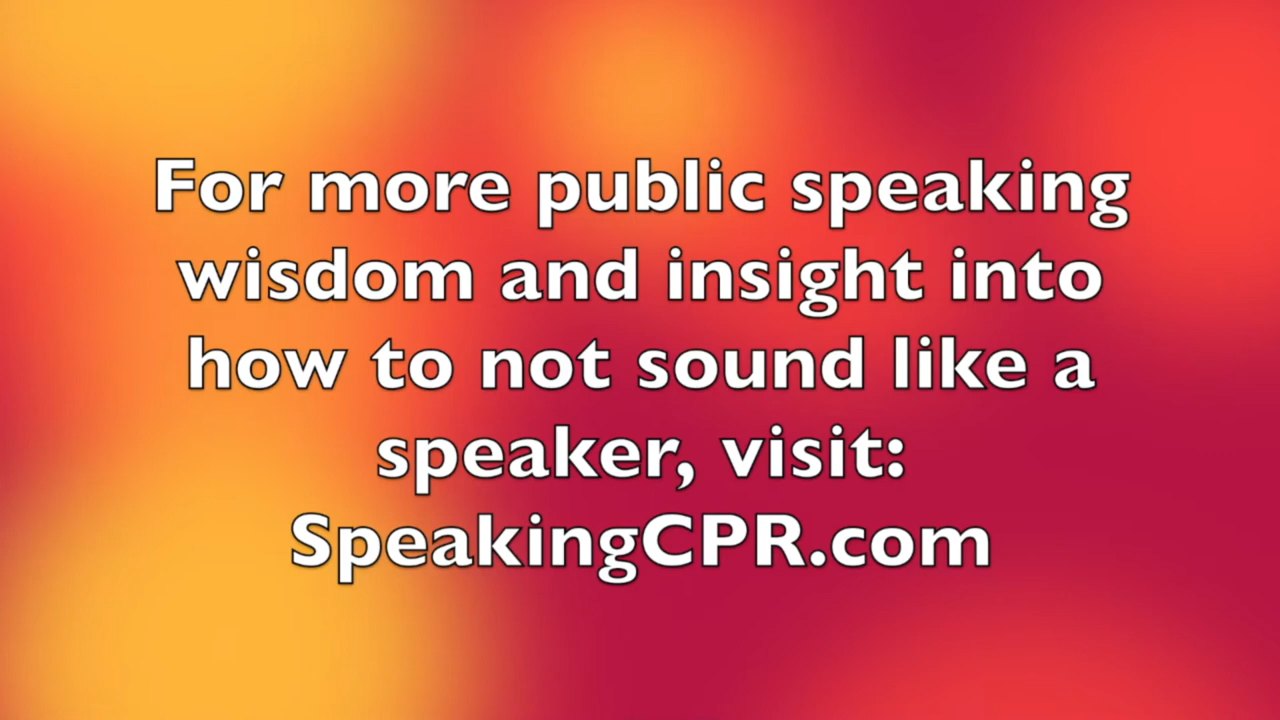 For more public speaking
wisdom and insight into
how to not sound like a
speaker, visit:
SpeakingCPR.com